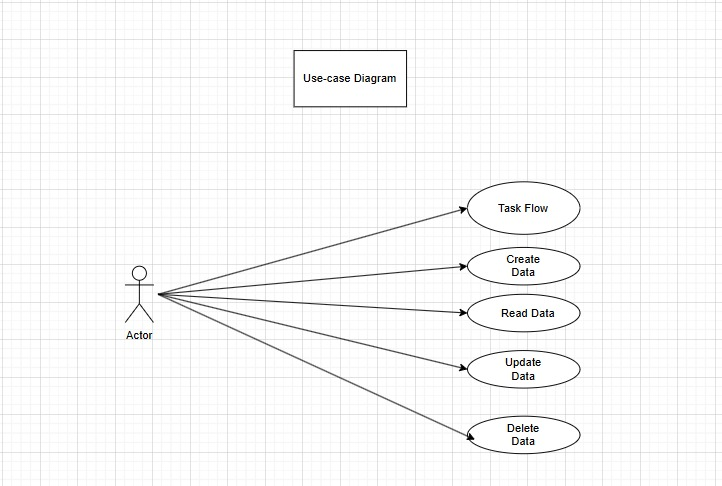 Use-case Diagram
Task Flow
Create
Data
Read Data
Actor
Update
Data
Delete
Data